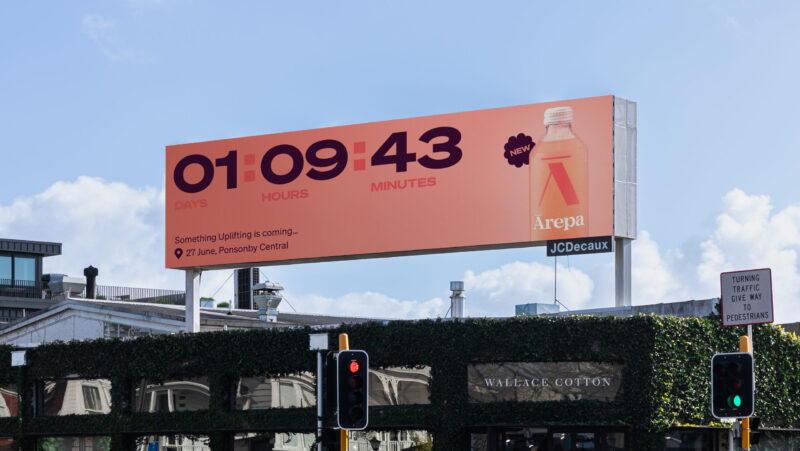 01:09:43
DAYS HOURS MINUTES
Something Uplifting is coming...
27 June, Ponsonby Central
NEW
Ārepa
JCDecaux
TURNING
TRAFFIC
GIVE WAY
TO
PEDESTRIANS
WALLACE COTTON